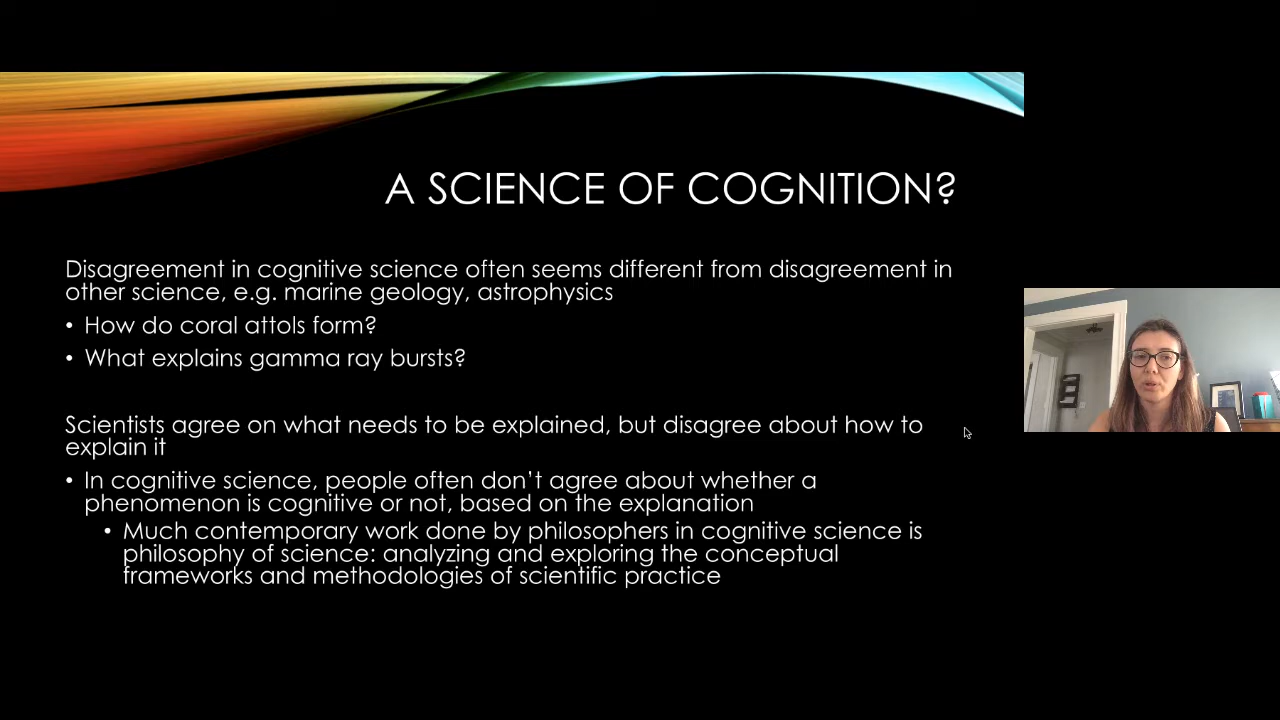 A SCIENCE OF COGNITION?
Disagreement in cognitive science often seems different from disagreement in
other science, e.g. marine geology, astrophysics
• How do coral attols form?
• What explains gamma ray bursts?
Scientists agree on what needs to be explained, but disagree about how to
explain it
• In cognitive science, people often don't agree about whether a
phenomenon is cognitive or not, based on the explanation
• Much contemporary work done by philosophers in cognitive science is
philosophy of science: analyzing and exploring the conceptual
frameworks and methodologies of scientific practice